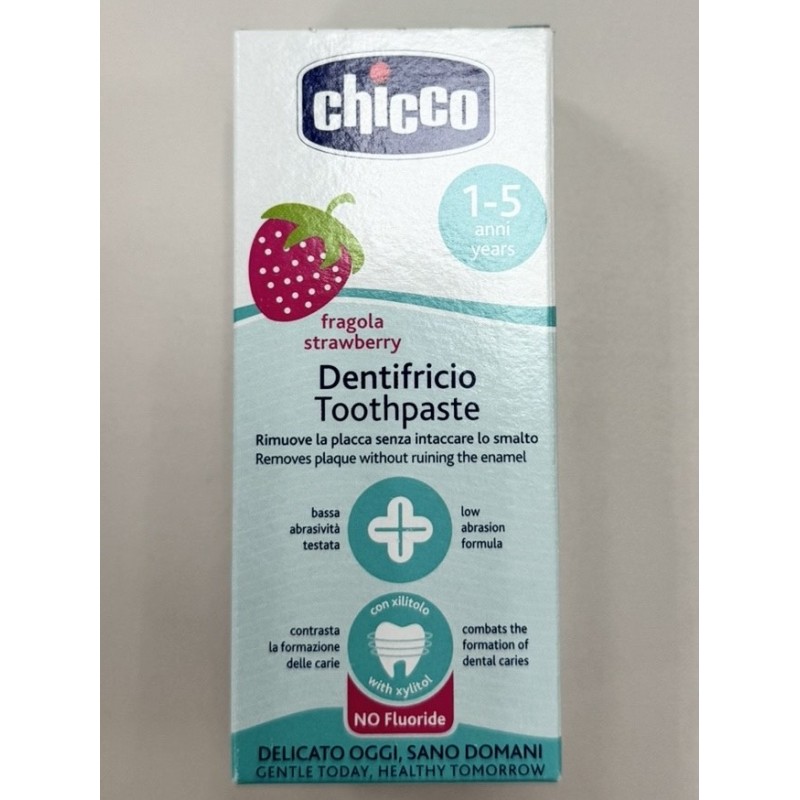 chicco
1-5
anni
years
fragola
strawberry
Dentifricio
Toothpaste
Rimuove la placca senza intaccare lo smalto
Removes plaque without ruining the enamel
bassa
abrasività
testata
low
abrasion
formula
con xilitolo
contrasta
la formazione
delle carie
combats the
formation of
dental caries
with xylitol
NO Fluoride
DELICATO OGGI, SANO DOMANI
GENTLE TODAY, HEALTHY TOMORROW